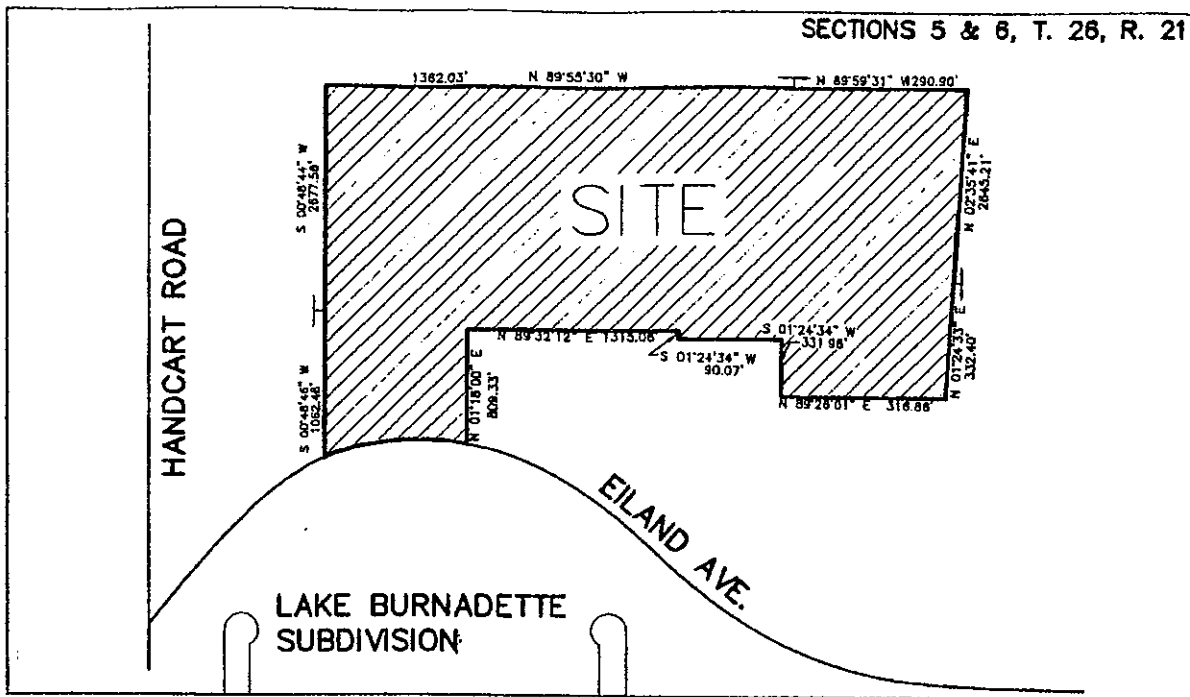 SECTIONS 5 & 6, T. 26, R. 21
1362.03' N 89°55'30" W
N 89°59'31" W 290.90'
S 00°48'44" W
2677.58'
N 02°35'41" E
2645.21'
SITE
HANDCART ROAD
N 89°32'12" E 1315.06'
S 01°24'34" W
331.98'
S 01°24'34" W
90.07'
N 01°24'33" E
332.40'
N 01°18'00" E
809.33'
S 00°48'46" W
1062.48'
N 89°28'01" E 316.86'
EILAND AVE.
LAKE BURNADETTE
SUBDIVISION